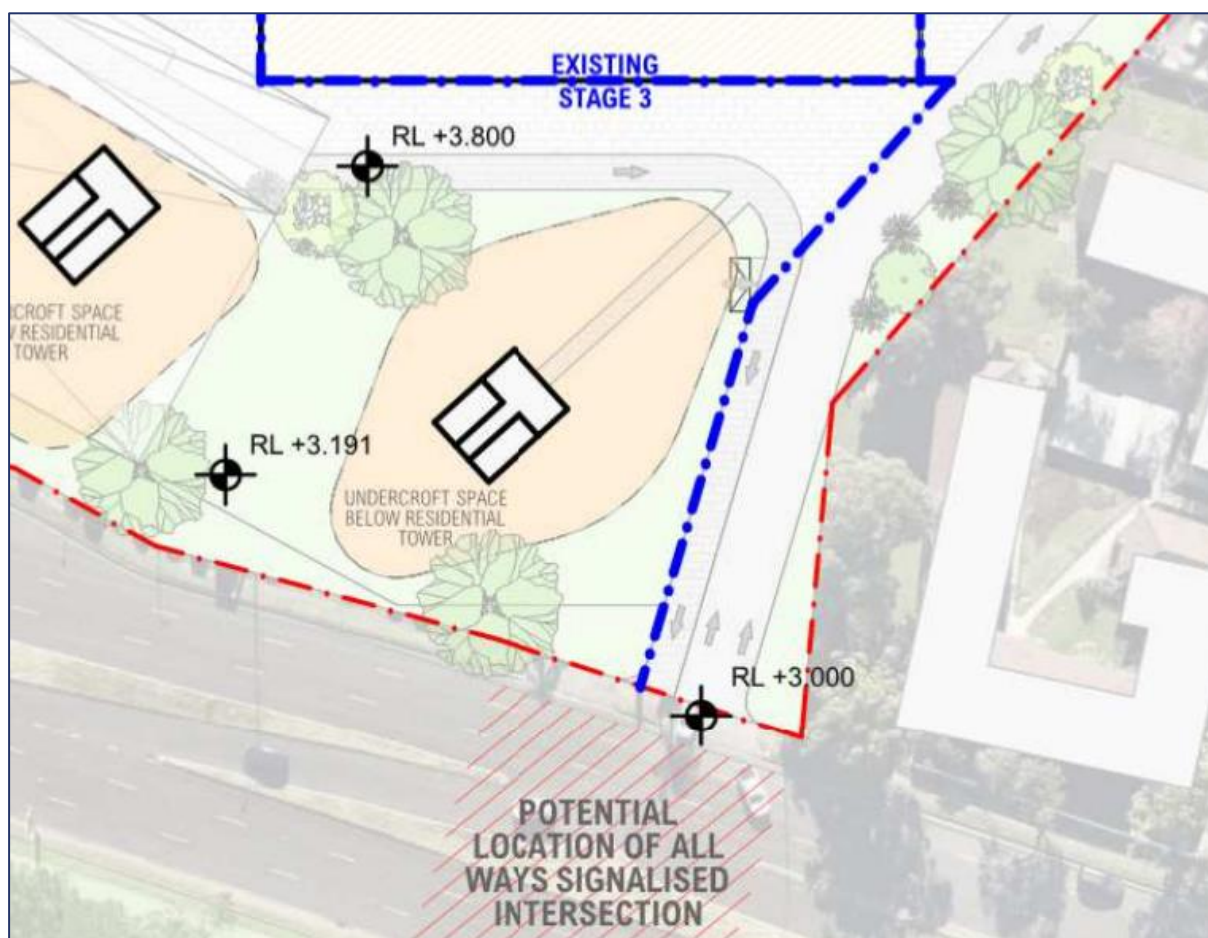 EXISTING
STAGE 3
RL +3.800
RCROFT SPACE
W RESIDENTIAL
TOWER
RL +3.191
UNDERCROFT SPACE
BELOW RESIDENTIAL
TOWER
RL +3.000
POTENTIAL
LOCATION OF ALL
WAYS SIGNALISED
INTERSECTION